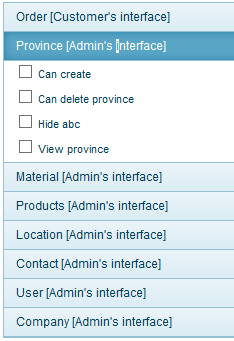 Order [Customer's interface]
Province [Admin's interface]
Can create
Can delete province
Hide abc
View province
Material [Admin's interface]
Products [Admin's interface]
Location [Admin's interface]
Contact [Admin's interface]
User [Admin's interface]
Company [Admin's interface]